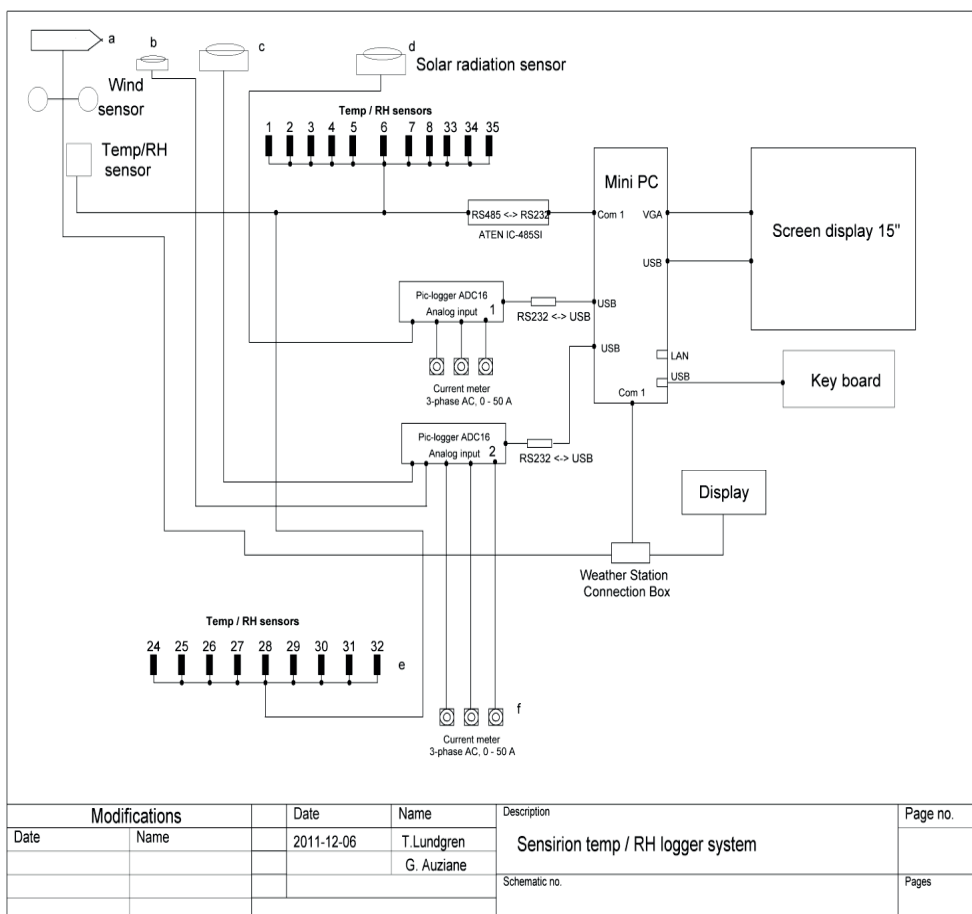 a
b
c
d
Solar radiation sensor
Wind
sensor
Temp / RH sensors
1 2 3 4 5 6 7 8 33 34 35
Temp/RH
sensor
Mini PC
RS485 <-> RS232
ATEN IC-485SI
Com 1
VGA
USB
Screen display 15"
Pic-logger ADC16
Analog input 1
RS232 <-> USB
USB
USB
LAN
USB
Key board
Current meter
3-phase AC, 0 - 50 A
Com 1
Pic-logger ADC16
Analog input 2
RS232 <-> USB
Display
Weather Station
Connection Box
Temp / RH sensors
24 25 26 27 28 29 30 31 32
e
f
Current meter
3-phase AC, 0 - 50 A
Modifications
Date Name
Date Name
2011-12-06 T.Lundgren
G. Auziane
Description
Sensirion temp / RH logger system
Schematic no.
Page no.
Pages